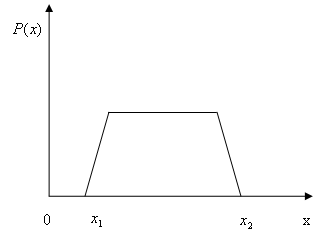 P(x)
0 x₁ x₂ x